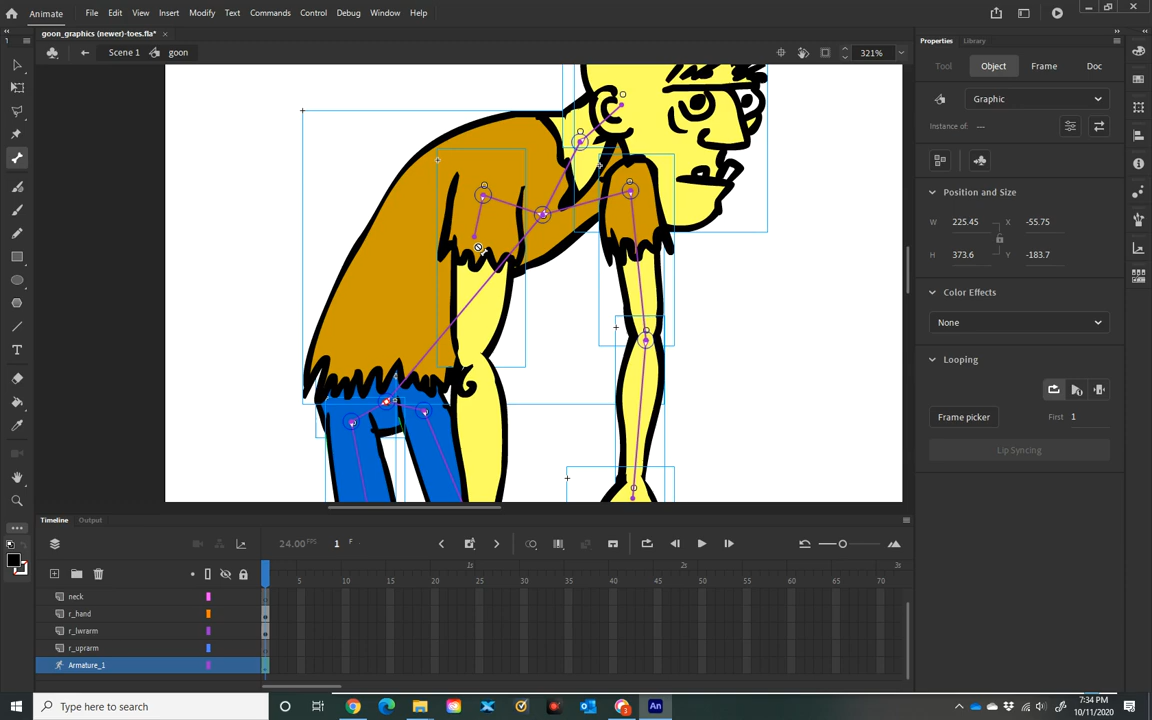 Animate
File Edit View Insert Modify Text Commands Control Debug Window Help
goon_graphics (newer)-toes.fla*
Scene 1 goon
321%
Properties Library
Tool Object Frame Doc
Graphic
Instance of: ---
Position and Size
W 225.45 X -55.75
H 373.6 Y -183.7
Color Effects
None
Looping
Frame picker First 1
Lip Syncing
Timeline Output
24.00 FPS 1 F
1s 2s 3s
5 10 15 20 25 30 35 40 45 50 55 60 65 70
neck
r_hand
r_lwrarm
r_uprarm
Armature_1
Type here to search
7:34 PM
10/11/2020